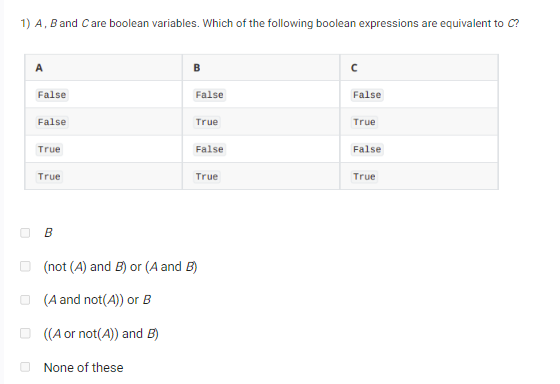 1) A, B and C are boolean variables. Which of the following boolean expressions are equivalent to C?
A B C
False False False
False True True
True False False
True True True
B
(not (A) and B) or (A and B)
(A and not(A)) or B
((A or not(A)) and B)
None of these